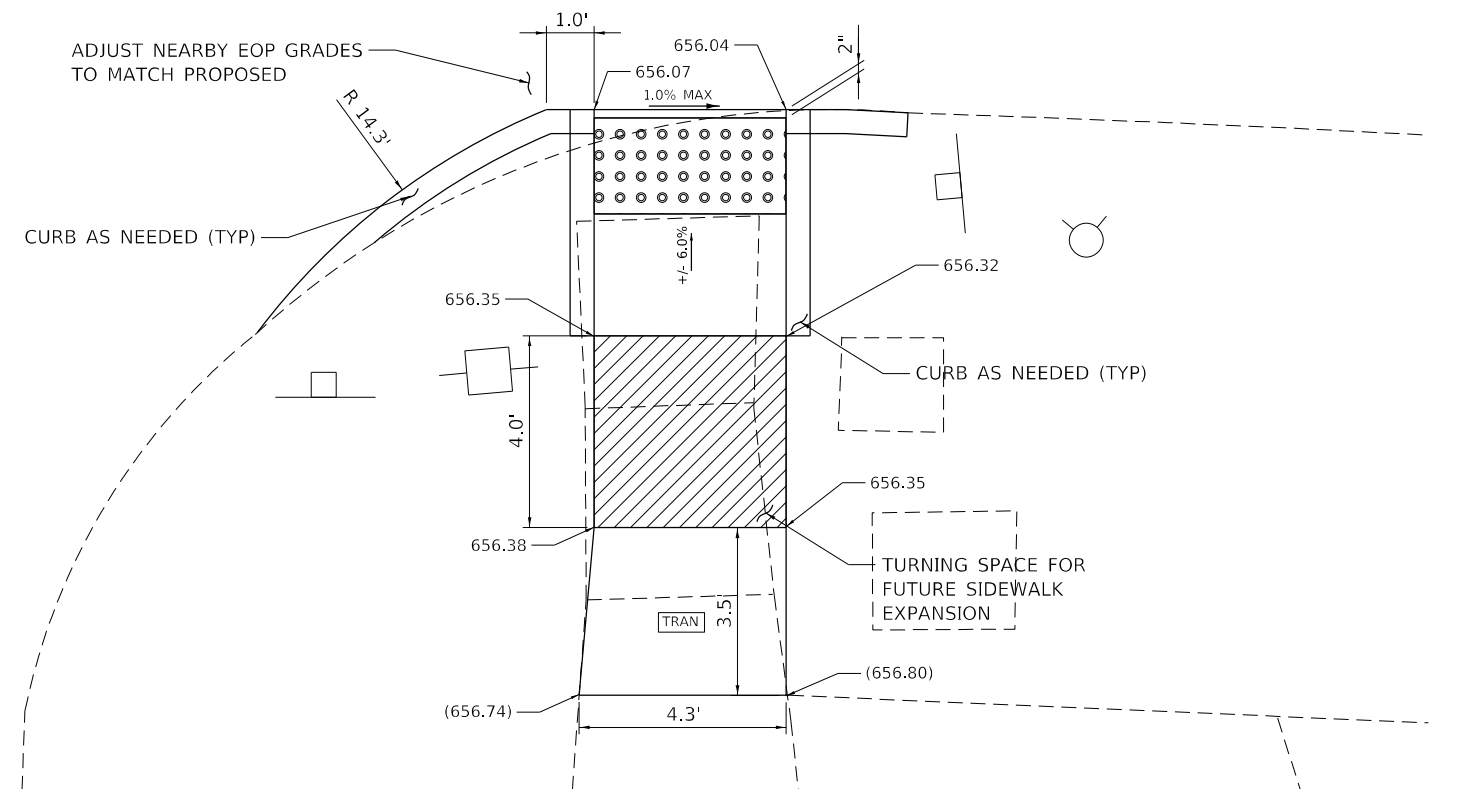 1.0'
656.04
2"
ADJUST NEARBY EOP GRADES
TO MATCH PROPOSED
656.07
1.0% MAX
R 14.3'
CURB AS NEEDED (TYP)
+/- 6.0%
656.32
656.35
CURB AS NEEDED (TYP)
4.0'
656.35
656.38
TURNING SPACE FOR
FUTURE SIDEWALK
EXPANSION
3.5'
TRAN
(656.80)
(656.74)
4.3'